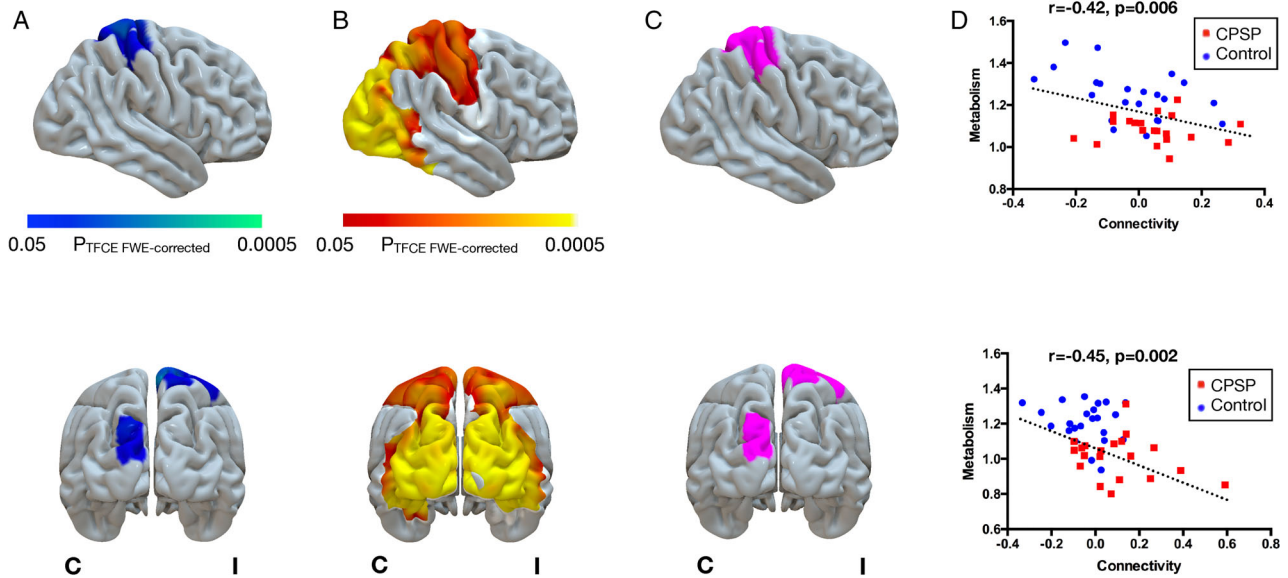 A
B
C
D
0.05 P TFCE FWE-corrected 0.0005
0.05 P TFCE FWE-corrected 0.0005
r=-0.42, p=0.006
CPSP
Control
Metabolism
1.6
1.4
1.2
1.0
0.8
-0.4 -0.2 0.0 0.2 0.4
Connectivity
C I
C I
C I
r=-0.45, p=0.002
CPSP
Control
Metabolism
1.6
1.4
1.2
1.0
0.8
0.6
-0.4 -0.2 0.0 0.2 0.4 0.6 0.8
Connectivity